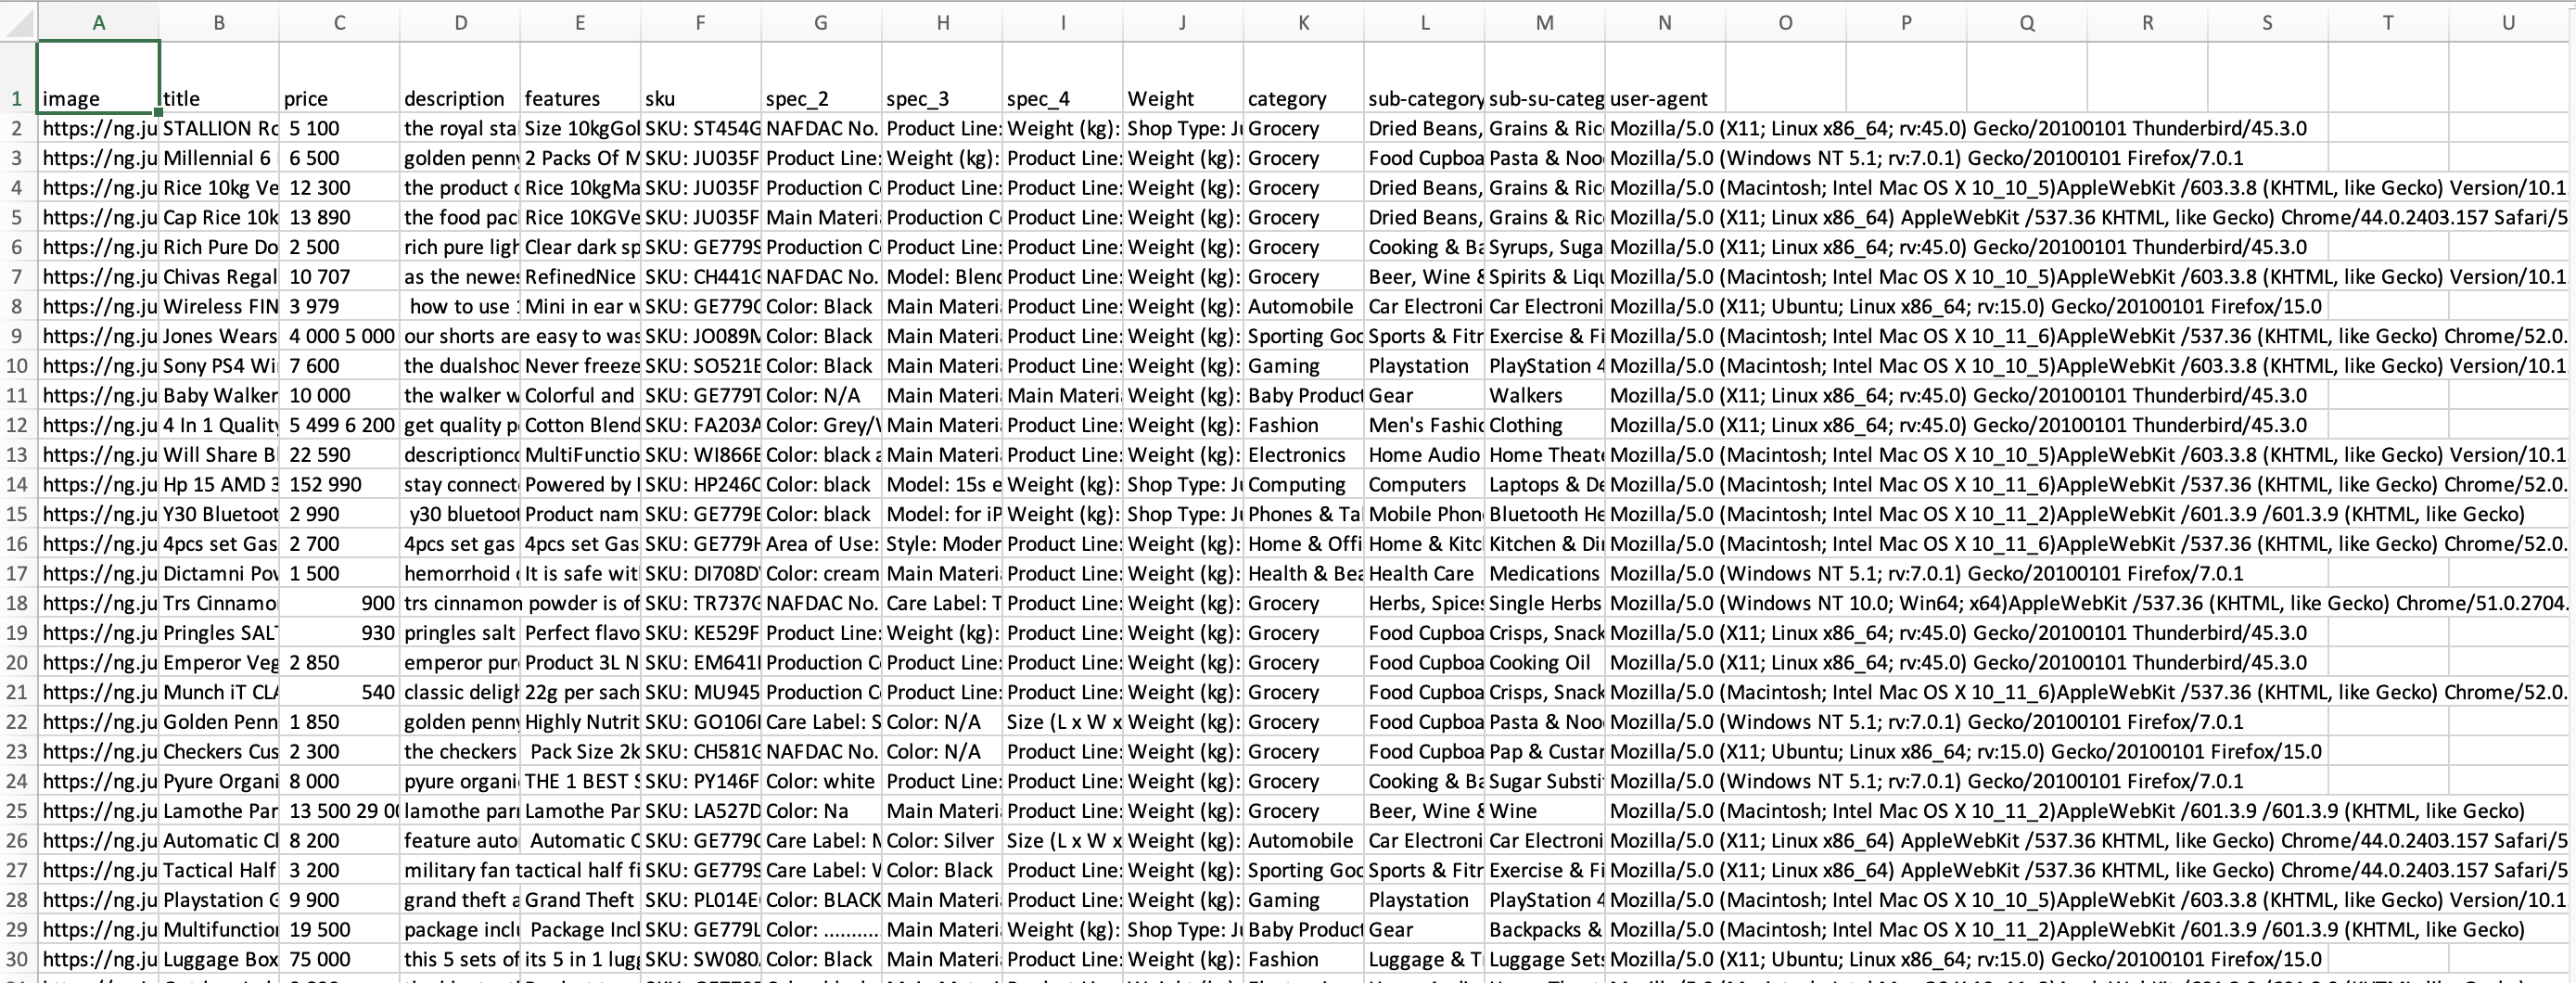 A B C D E F G H I J K L M N O P Q R S T U
1 image title price description features sku spec_2 spec_3 spec_4 Weight category sub-category sub-su-categ user-agent
2 https://ng.ju STALLION Ro 5 100 the royal stal Size 10kgGol SKU: ST454G NAFDAC No. Product Line: Weight (kg): Shop Type: Ju Grocery Dried Beans, Grains & Ric Mozilla/5.0 (X11; Linux x86_64; rv:45.0) Gecko/20100101 Thunderbird/45.3.0
3 https://ng.ju Millennial 6 6 500 golden penny 2 Packs Of M SKU: JU035F Product Line: Weight (kg): Product Line: Weight (kg): Grocery Food Cupboa Pasta & Noo Mozilla/5.0 (Windows NT 5.1; rv:7.0.1) Gecko/20100101 Firefox/7.0.1
4 https://ng.ju Rice 10kg Ve 12 300 the product c Rice 10kgMa SKU: JU035F Production C Product Line: Product Line: Weight (kg): Grocery Dried Beans, Grains & Ric Mozilla/5.0 (Macintosh; Intel Mac OS X 10_10_5)AppleWebKit /603.3.8 (KHTML, like Gecko) Version/10.1.
5 https://ng.ju Cap Rice 10k 13 890 the food pac Rice 10KGVe SKU: JU035F Main Materi Production C Product Line: Weight (kg): Grocery Dried Beans, Grains & Ric Mozilla/5.0 (X11; Linux x86_64) AppleWebKit /537.36 KHTML, like Gecko) Chrome/44.0.2403.157 Safari/5
6 https://ng.ju Rich Pure Do 2 500 rich pure ligh Clear dark sp SKU: GE779S Production C Product Line: Product Line: Weight (kg): Grocery Cooking & Ba Syrups, Suga Mozilla/5.0 (X11; Linux x86_64; rv:45.0) Gecko/20100101 Thunderbird/45.3.0
7 https://ng.ju Chivas Regal 10 707 as the newes RefinedNice SKU: CH441G NAFDAC No. Model: Blend Product Line: Weight (kg): Grocery Beer, Wine & Spirits & Liqu Mozilla/5.0 (Macintosh; Intel Mac OS X 10_10_5)AppleWebKit /603.3.8 (KHTML, like Gecko) Version/10.1.
8 https://ng.ju Wireless FIN 3 979 how to use 1 Mini in ear w SKU: GE779C Color: Black Main Materi Product Line: Weight (kg): Automobile Car Electroni Car Electroni Mozilla/5.0 (X11; Ubuntu; Linux x86_64; rv:15.0) Gecko/20100101 Firefox/15.0
9 https://ng.ju Jones Wears 4 000 5 000 our shorts are easy to was SKU: JO089M Color: Black Main Materi Product Line: Weight (kg): Sporting Goo Sports & Fitn Exercise & Fi Mozilla/5.0 (Macintosh; Intel Mac OS X 10_11_6)AppleWebKit /537.36 (KHTML, like Gecko) Chrome/52.0.
10 https://ng.ju Sony PS4 Wi 7 600 the dualshoc Never freeze SKU: SO521E Color: Black Main Materi Product Line: Weight (kg): Gaming Playstation PlayStation 4 Mozilla/5.0 (Macintosh; Intel Mac OS X 10_10_5)AppleWebKit /603.3.8 (KHTML, like Gecko) Version/10.1.
11 https://ng.ju Baby Walker 10 000 the walker w Colorful and SKU: GE779T Color: N/A Main Materi Main Materi Weight (kg): Baby Product Gear Walkers Mozilla/5.0 (X11; Linux x86_64; rv:45.0) Gecko/20100101 Thunderbird/45.3.0
12 https://ng.ju 4 In 1 Quality 5 499 6 200 get quality p Cotton Blend SKU: FA203A Color: Grey/W Main Materi Product Line: Weight (kg): Fashion Men's Fashio Clothing Mozilla/5.0 (X11; Linux x86_64; rv:45.0) Gecko/20100101 Thunderbird/45.3.0
13 https://ng.ju Will Share Bl 22 590 descriptionco MultiFunctio SKU: WI866E Color: black a Main Materi Product Line: Weight (kg): Electronics Home Audio Home Theate Mozilla/5.0 (Macintosh; Intel Mac OS X 10_10_5)AppleWebKit /603.3.8 (KHTML, like Gecko) Version/10.1.
14 https://ng.ju Hp 15 AMD 3 152 990 stay connect Powered by SKU: HP246C Color: black Model: 15s e Weight (kg): Shop Type: Ju Computing Computers Laptops & De Mozilla/5.0 (Macintosh; Intel Mac OS X 10_11_6)AppleWebKit /537.36 (KHTML, like Gecko) Chrome/52.0.
15 https://ng.ju Y30 Bluetoot 2 990 y30 bluetoot Product nam SKU: GE779E Color: black Model: for iP Weight (kg): Shop Type: Ju Phones & Ta Mobile Phon Bluetooth He Mozilla/5.0 (Macintosh; Intel Mac OS X 10_11_2)AppleWebKit /601.3.9 /601.3.9 (KHTML, like Gecko)
16 https://ng.ju 4pcs set Gas 2 700 4pcs set gas 4pcs set Gas SKU: GE779H Area of Use: Style: Moder Product Line: Weight (kg): Home & Offi Home & Kitc Kitchen & Di Mozilla/5.0 (Macintosh; Intel Mac OS X 10_11_6)AppleWebKit /537.36 (KHTML, like Gecko) Chrome/52.0.
17 https://ng.ju Dictamni Pov 1 500 hemorrhoid c It is safe wit SKU: DI708D Color: cream Main Materi Product Line: Weight (kg): Health & Bea Health Care Medications Mozilla/5.0 (Windows NT 5.1; rv:7.0.1) Gecko/20100101 Firefox/7.0.1
18 https://ng.ju Trs Cinnamo 900 trs cinnamon powder is of SKU: TR737G NAFDAC No. Care Label: T Product Line: Weight (kg): Grocery Herbs, Spices Single Herbs Mozilla/5.0 (Windows NT 10.0; Win64; x64)AppleWebKit /537.36 (KHTML, like Gecko) Chrome/51.0.2704.
19 https://ng.ju Pringles SALT 930 pringles salt Perfect flavo SKU: KE529F Product Line: Weight (kg): Product Line: Weight (kg): Grocery Food Cupboa Crisps, Snack Mozilla/5.0 (X11; Linux x86_64; rv:45.0) Gecko/20100101 Thunderbird/45.3.0
20 https://ng.ju Emperor Veg 2 850 emperor pur Product 3L N SKU: EM641 Production C Product Line: Product Line: Weight (kg): Grocery Food Cupboa Cooking Oil Mozilla/5.0 (X11; Linux x86_64; rv:45.0) Gecko/20100101 Thunderbird/45.3.0
21 https://ng.ju Munch iT CLA 540 classic deligh 22g per sach SKU: MU945 Production C Product Line: Product Line: Weight (kg): Grocery Food Cupboa Crisps, Snack Mozilla/5.0 (Macintosh; Intel Mac OS X 10_11_6)AppleWebKit /537.36 (KHTML, like Gecko) Chrome/52.0.
22 https://ng.ju Golden Penn 1 850 golden penny Highly Nutrit SKU: GO106 Care Label: S Color: N/A Size (L x W x Weight (kg): Grocery Food Cupboa Pasta & Noo Mozilla/5.0 (Windows NT 5.1; rv:7.0.1) Gecko/20100101 Firefox/7.0.1
23 https://ng.ju Checkers Cus 2 300 the checkers Pack Size 2k SKU: CH581G NAFDAC No. Color: N/A Product Line: Weight (kg): Grocery Food Cupboa Pap & Custar Mozilla/5.0 (X11; Ubuntu; Linux x86_64; rv:15.0) Gecko/20100101 Firefox/15.0
24 https://ng.ju Pyure Organi 8 000 pyure organi THE 1 BEST S SKU: PY146F Color: white Product Line: Product Line: Weight (kg): Grocery Cooking & Ba Sugar Substi Mozilla/5.0 (Windows NT 5.1; rv:7.0.1) Gecko/20100101 Firefox/7.0.1
25 https://ng.ju Lamothe Par 13 500 29 00 lamothe parr Lamothe Par SKU: LA527D Color: Na Main Materi Product Line: Weight (kg): Grocery Beer, Wine & Wine Mozilla/5.0 (Macintosh; Intel Mac OS X 10_11_2)AppleWebKit /601.3.9 /601.3.9 (KHTML, like Gecko)
26 https://ng.ju Automatic Cl 8 200 feature auto Automatic C SKU: GE779C Care Label: N Color: Silver Size (L x W x Weight (kg): Automobile Car Electroni Car Electroni Mozilla/5.0 (X11; Linux x86_64) AppleWebKit /537.36 KHTML, like Gecko) Chrome/44.0.2403.157 Safari/5
27 https://ng.ju Tactical Half 3 200 military fan tactical half fi SKU: GE779S Care Label: W Color: Black Product Line: Weight (kg): Sporting Goo Sports & Fitn Exercise & Fi Mozilla/5.0 (X11; Linux x86_64) AppleWebKit /537.36 KHTML, like Gecko) Chrome/44.0.2403.157 Safari/5
28 https://ng.ju Playstation G 9 900 grand theft a Grand Theft SKU: PL014E Color: BLACK Main Materi Product Line: Weight (kg): Gaming Playstation PlayStation 4 Mozilla/5.0 (Macintosh; Intel Mac OS X 10_10_5)AppleWebKit /603.3.8 (KHTML, like Gecko) Version/10.1.
29 https://ng.ju Multifunction 19 500 package inclu Package Incl SKU: GE779L Color: .......... Main Materi Weight (kg): Shop Type: Ju Baby Product Gear Backpacks & Mozilla/5.0 (Macintosh; Intel Mac OS X 10_11_2)AppleWebKit /601.3.9 /601.3.9 (KHTML, like Gecko)
30 https://ng.ju Luggage Box 75 000 this 5 sets of its 5 in 1 lugg SKU: SW080 Color: Black Main Materi Product Line: Weight (kg): Fashion Luggage & T Luggage Sets Mozilla/5.0 (X11; Ubuntu; Linux x86_64; rv:15.0) Gecko/20100101 Firefox/15.0